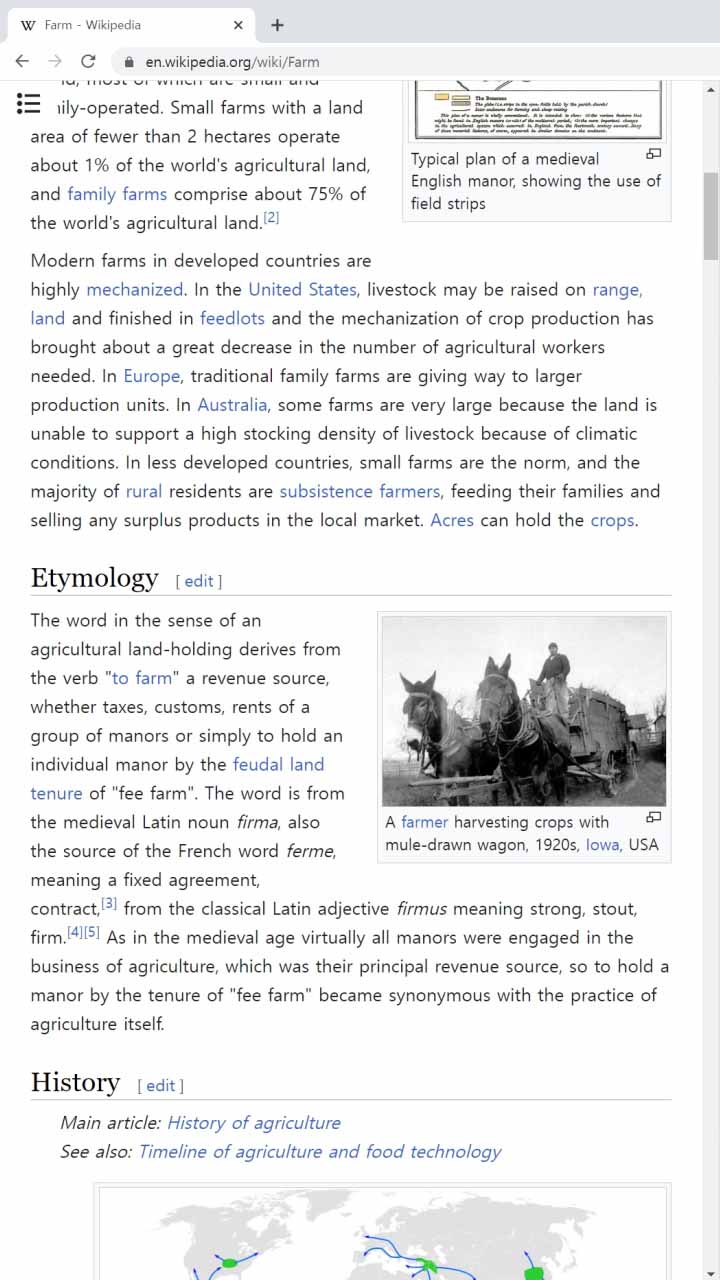 Farm - Wikipedia
en.wikipedia.org/wiki/Farm
most of which are small and
ily-operated. Small farms with a land
area of fewer than 2 hectares operate
about 1% of the world's agricultural land,
and family farms comprise about 75% of
the world's agricultural land.[2]
The Demesne
Typical plan of a medieval
English manor, showing the use of
field strips
Modern farms in developed countries are
highly mechanized. In the United States, livestock may be raised on range,
land and finished in feedlots and the mechanization of crop production has
brought about a great decrease in the number of agricultural workers
needed. In Europe, traditional family farms are giving way to larger
production units. In Australia, some farms are very large because the land is
unable to support a high stocking density of livestock because of climatic
conditions. In less developed countries, small farms are the norm, and the
majority of rural residents are subsistence farmers, feeding their families and
selling any surplus products in the local market. Acres can hold the crops.
Etymology [ edit ]
The word in the sense of an
agricultural land-holding derives from
the verb "to farm" a revenue source,
whether taxes, customs, rents of a
group of manors or simply to hold an
individual manor by the feudal land
tenure of "fee farm". The word is from
the medieval Latin noun firma, also
the source of the French word ferme,
meaning a fixed agreement,
contract,[3] from the classical Latin adjective firmus meaning strong, stout,
firm.[4][5] As in the medieval age virtually all manors were engaged in the
business of agriculture, which was their principal revenue source, so to hold a
manor by the tenure of "fee farm" became synonymous with the practice of
agriculture itself.
A farmer harvesting crops with
mule-drawn wagon, 1920s, Iowa, USA
History [ edit ]
Main article: History of agriculture
See also: Timeline of agriculture and food technology